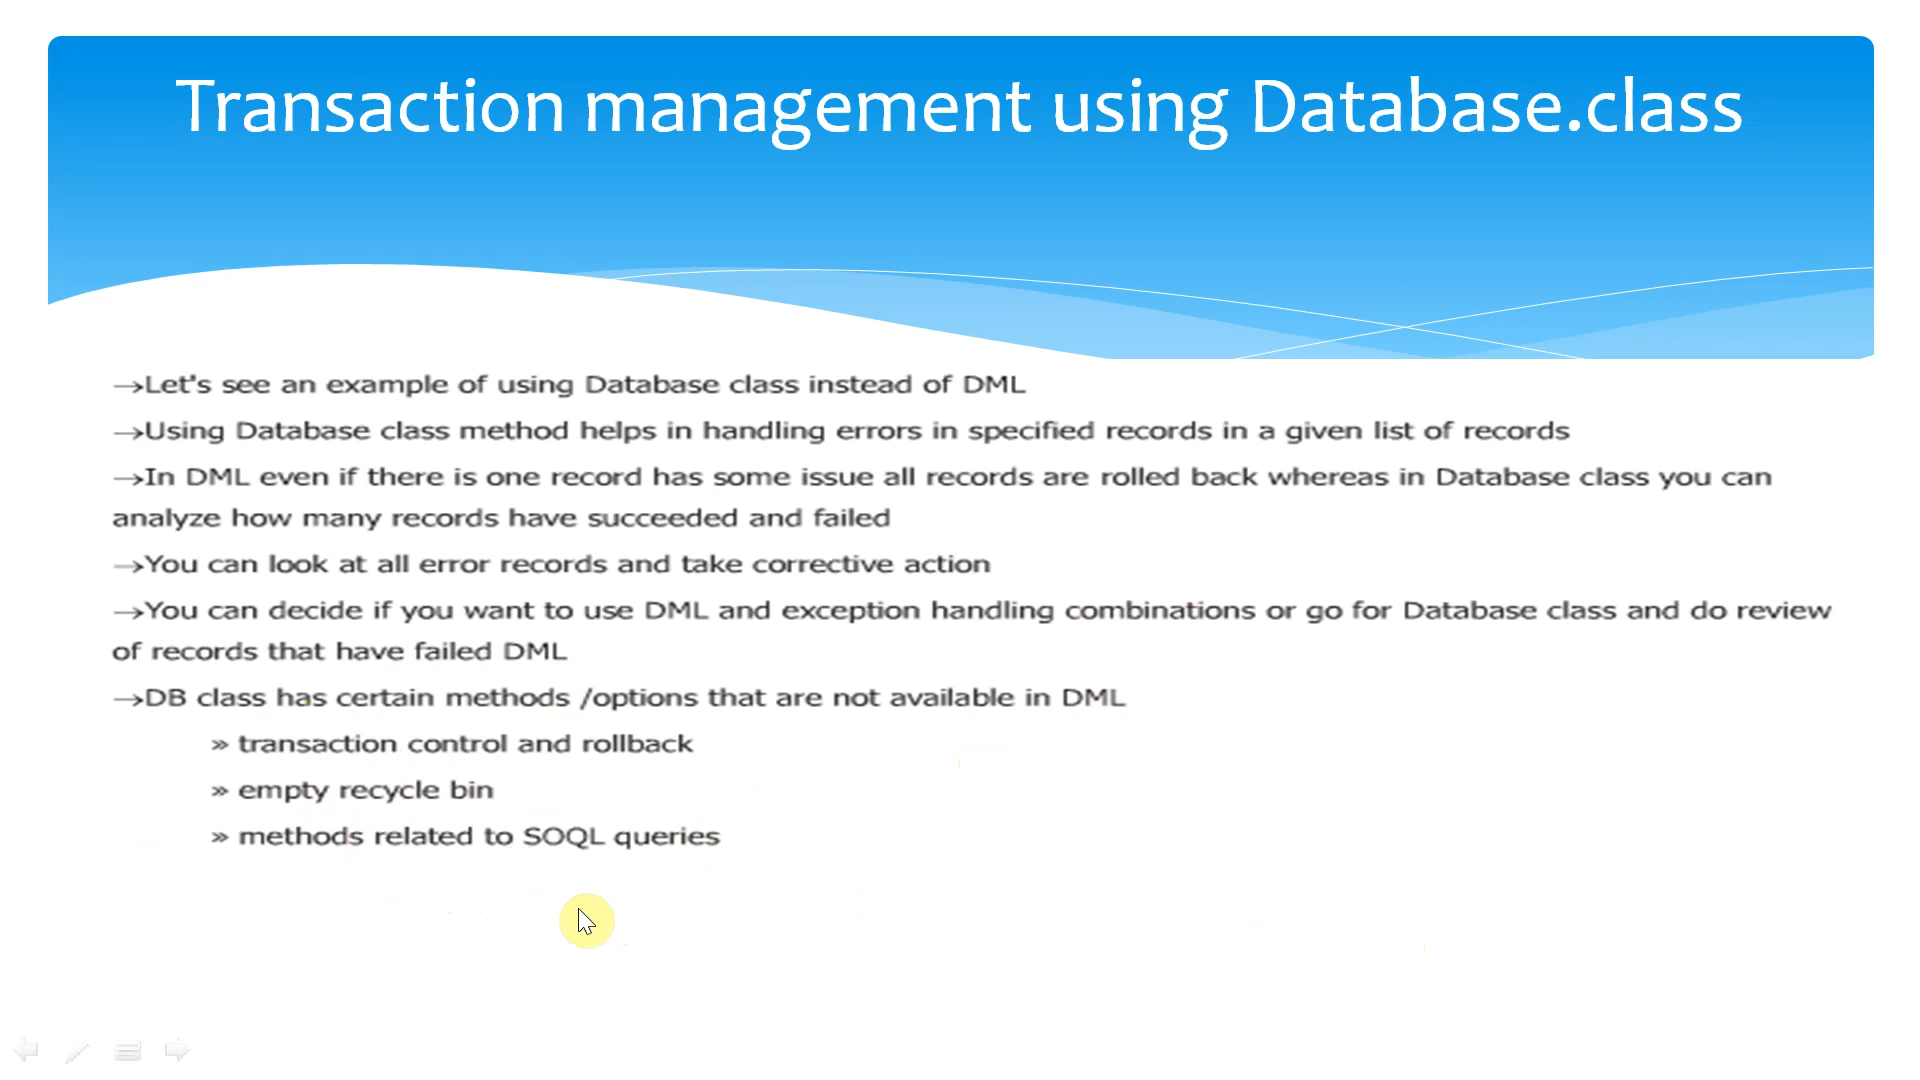 Transaction management using Database.class
→Let's see an example of using Database class instead of DML
→Using Database class method helps in handling errors in specified records in a given list of records
→In DML even if there is one record has some issue all records are rolled back whereas in Database class you can
analyze how many records have succeeded and failed
→You can look at all error records and take corrective action
→You can decide if you want to use DML and exception handling combinations or go for Database class and do review
of records that have failed DML
→DB class has certain methods /options that are not available in DML
» transaction control and rollback
» empty recycle bin
» methods related to SOQL queries